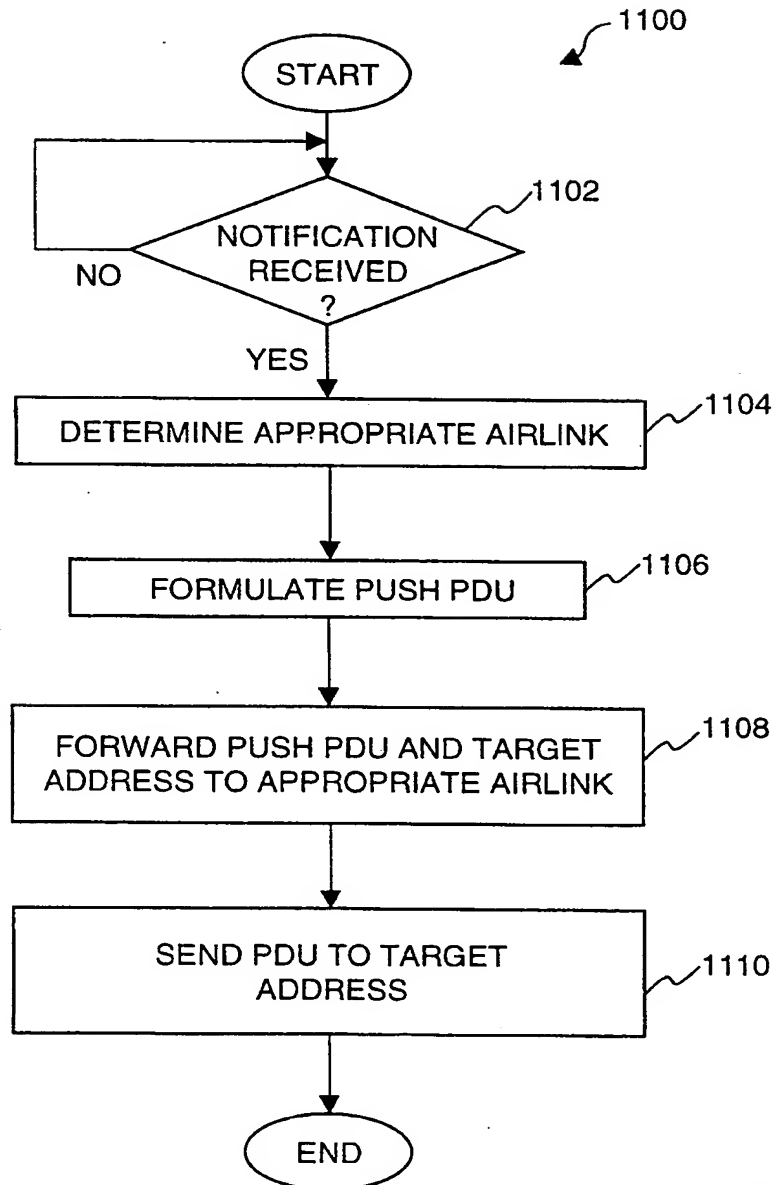 1100
START
1102
NOTIFICATION
RECEIVED
?
NO
YES
1104
DETERMINE APPROPRIATE AIRLINK
1106
FORMULATE PUSH PDU
1108
FORWARD PUSH PDU AND TARGET
ADDRESS TO APPROPRIATE AIRLINK
SEND PDU TO TARGET
ADDRESS
1110
END